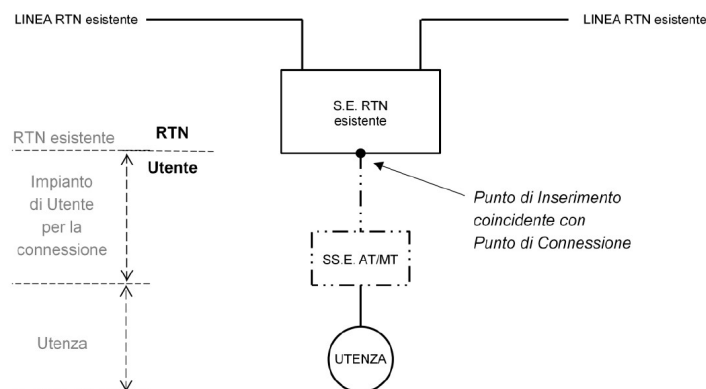 LINEA RTN esistente
LINEA RTN esistente
S.E. RTN
esistente
RTN esistente
RTN
Utente
Impianto
di Utente
per la
connessione
Punto di Inserimento
coincidente con
Punto di Connessione
SS.E. AT/MT
Utenza
UTENZA